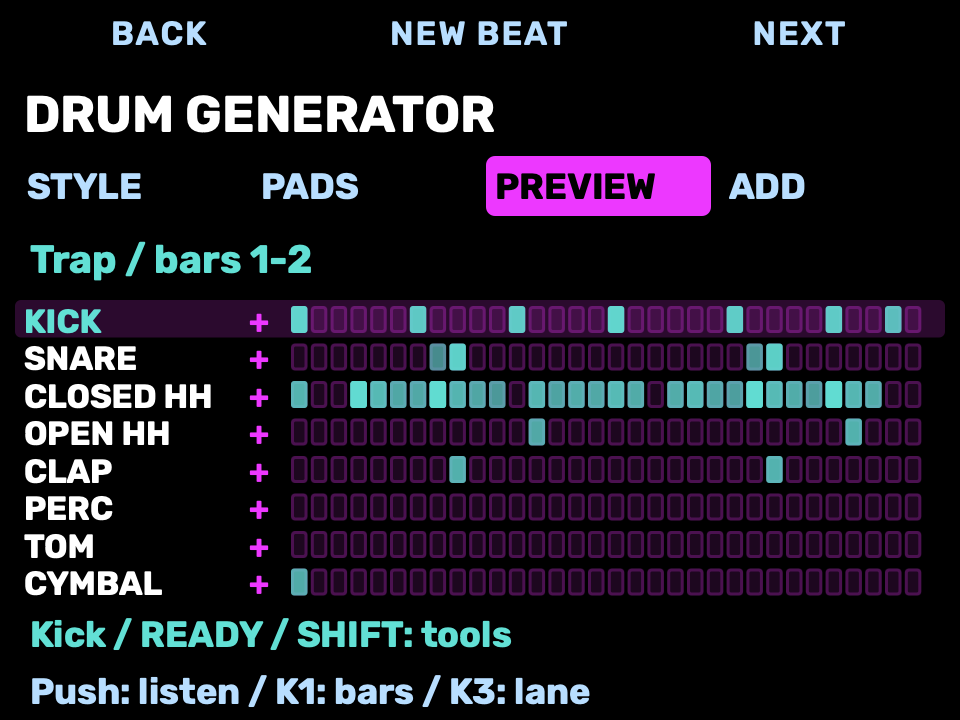 BACK NEW BEAT NEXT
DRUM GENERATOR
STYLE PADS PREVIEW ADD
Trap / bars 1-2
KICK +
SNARE +
CLOSED HH +
OPEN HH +
CLAP +
PERC +
TOM +
CYMBAL +
Kick / READY / SHIFT: tools
Push: listen / K1: bars / K3: lane